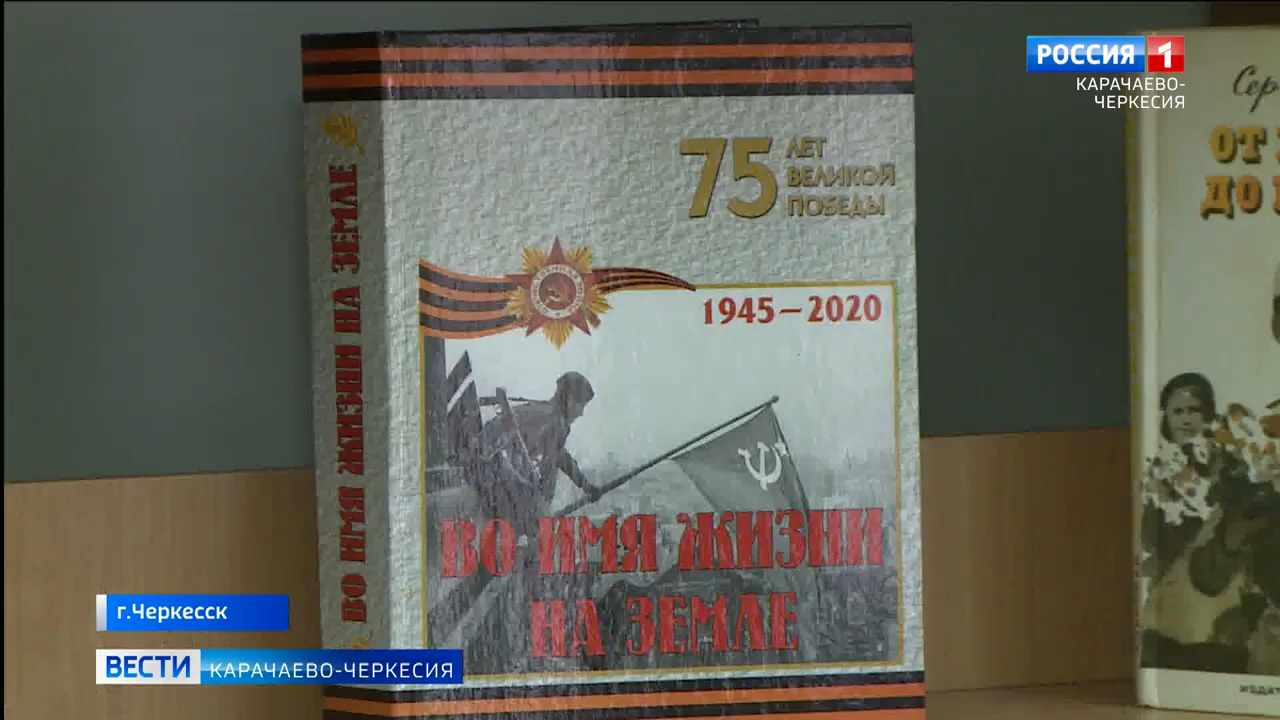 РОССИЯ 1
КАРАЧАЕВО-
ЧЕРКЕСИЯ
75 ЛЕТ
ВЕЛИКОЙ
ПОБЕДЫ
1945–2020
ВО ИМЯ ЖИЗНИ
НА ЗЕМЛЕ
ВО ИМЯ ЖИЗНИ НА ЗЕМЛЕ
Сер
ОТ
ДО
г.Черкесск
ВЕСТИ КАРАЧАЕВО-ЧЕРКЕСИЯ